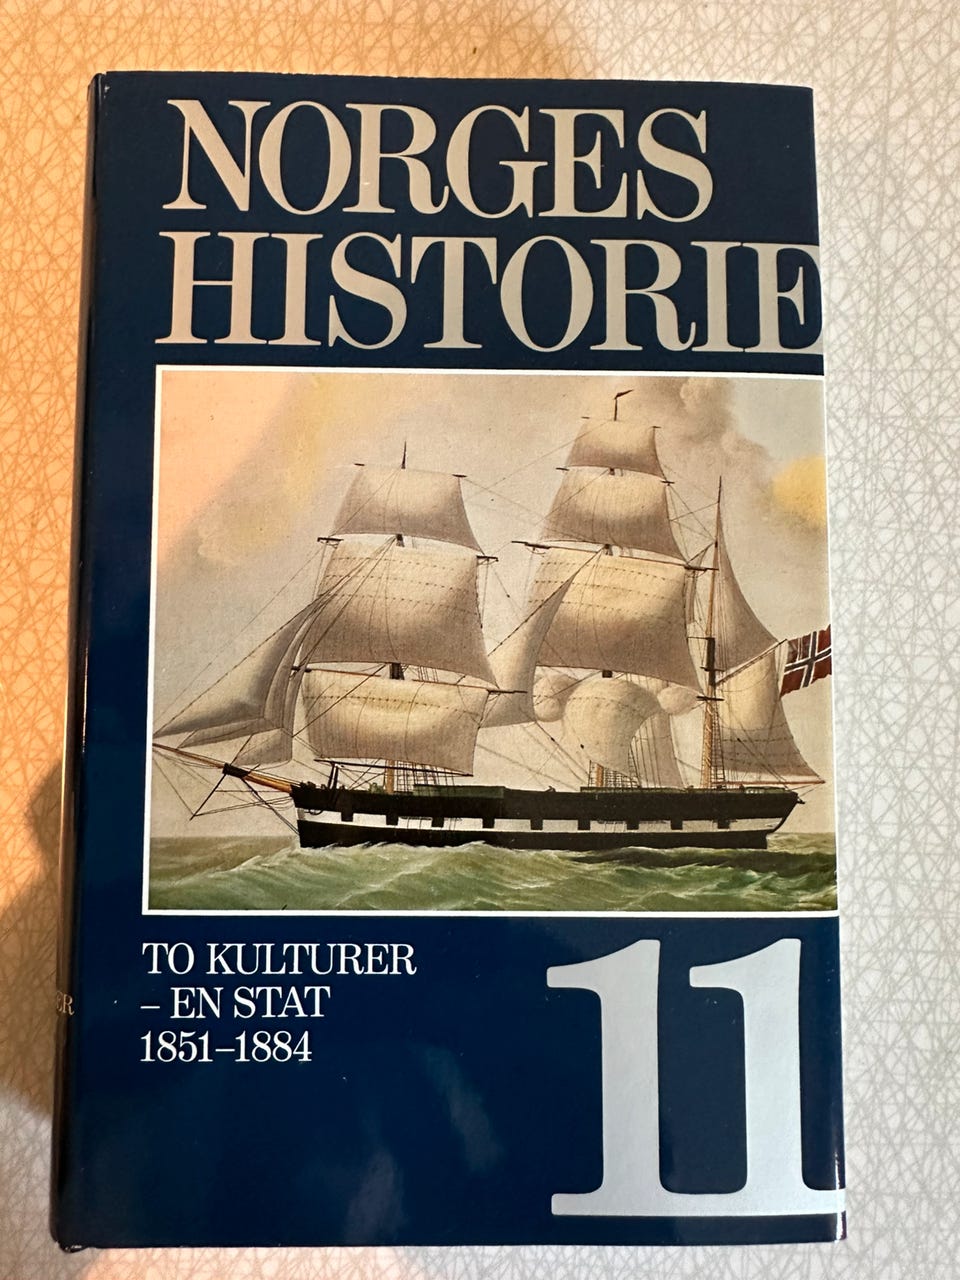 NORGES
HISTORIE
TO KULTURER
– EN STAT
1851–1884
11